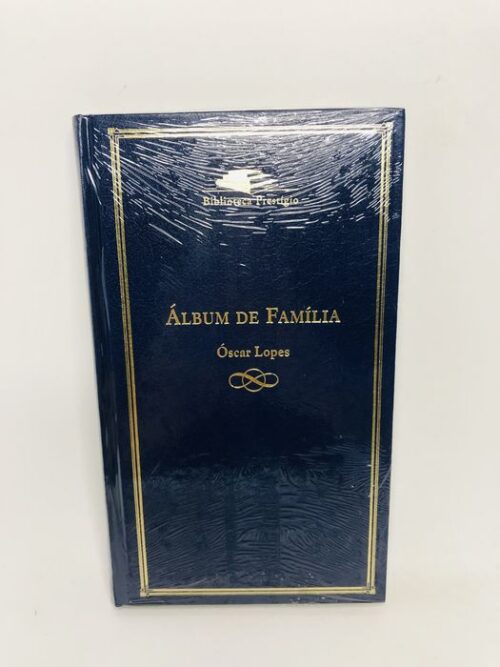 Biblioteca Prestígio
ÁLBUM DE FAMÍLIA
Óscar Lopes